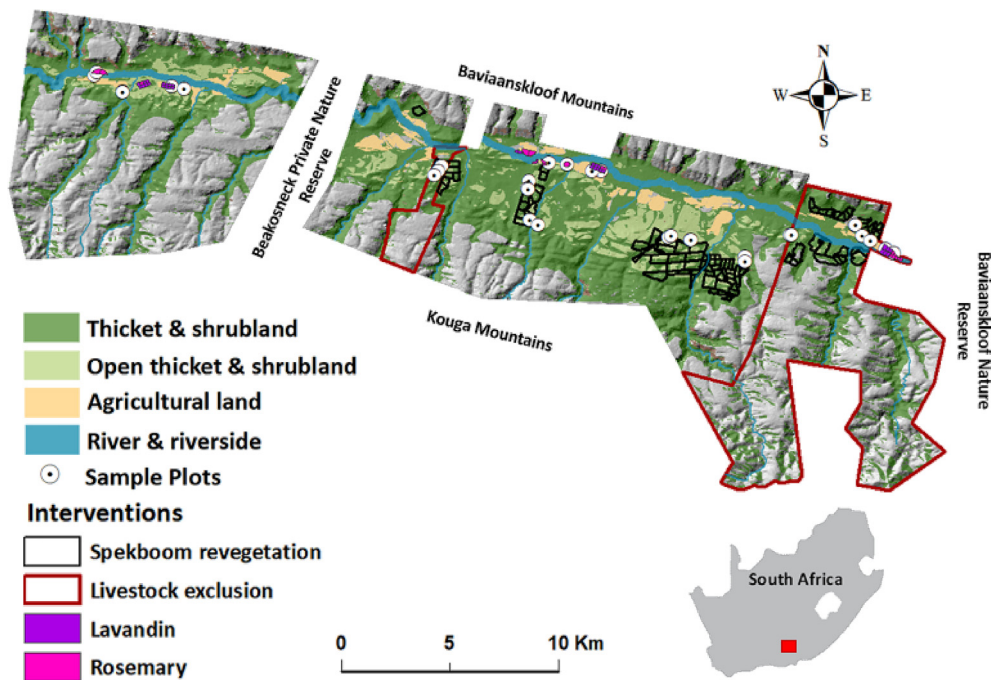 N
W E
S
Baviaanskloof Mountains
Beakosneck Private Nature
Reserve
Kouga Mountains
Baviaanskloof Nature
Reserve
Thicket & shrubland
Open thicket & shrubland
Agricultural land
River & riverside
Sample Plots
Interventions
Spekboom revegetation
Livestock exclusion
Lavandin
Rosemary
0 5 10 Km
South Africa